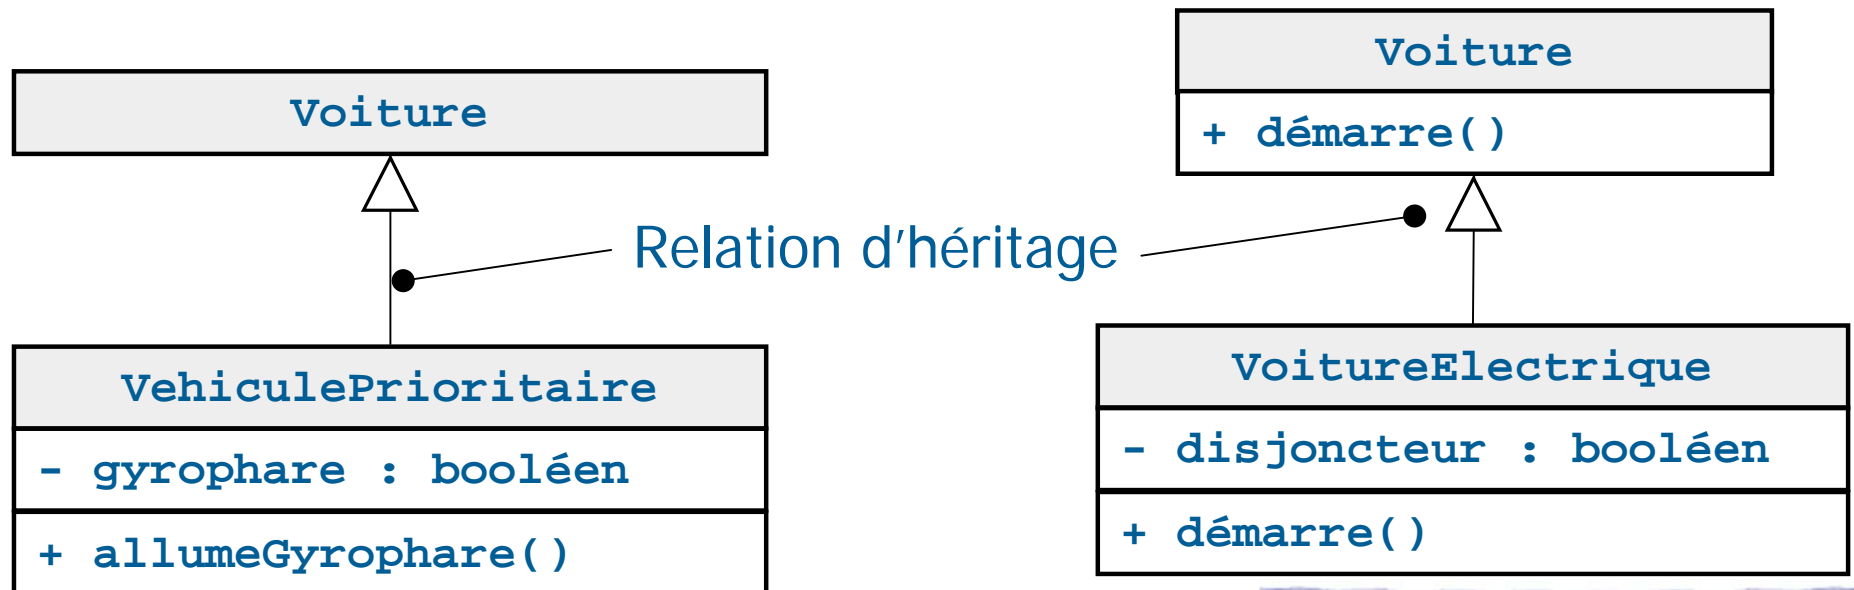 Voiture
VehiculePrioritaire
- gyrophare : booléen
+ allumeGyrophare()
Relation d'héritage
Voiture
+ démarre()
VoitureElectrique
- disjoncteur : booléen
+ démarre()